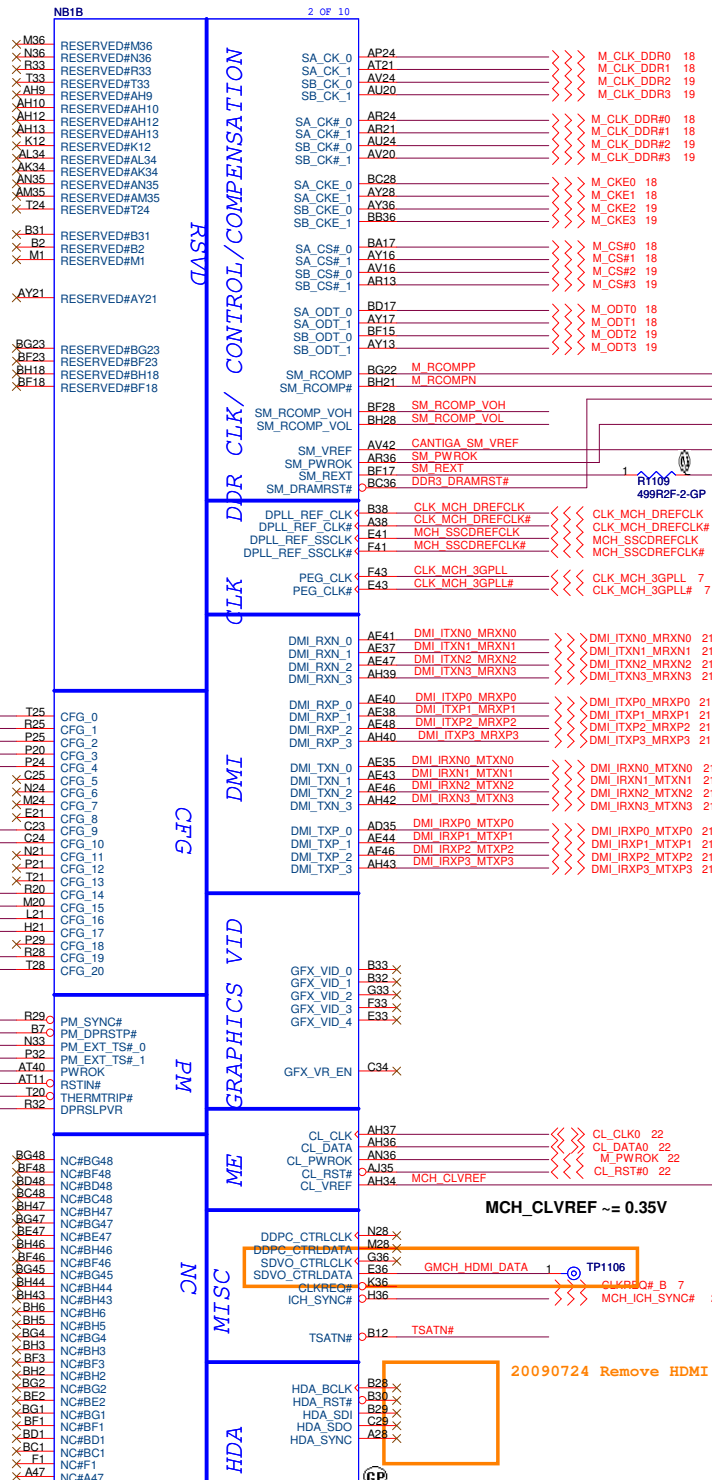 NB1B 2 OF 10
M36 RESERVED#M36
N36 RESERVED#N36
R33 RESERVED#R33
T33 RESERVED#T33
AH9 RESERVED#AH9
AH10 RESERVED#AH10
AH12 RESERVED#AH12
AH13 RESERVED#AH13
K12 RESERVED#K12
AL34 RESERVED#AL34
AK34 RESERVED#AK34
AN35 RESERVED#AN35
AM35 RESERVED#AM35
T24 RESERVED#T24
B31 RESERVED#B31
B2 RESERVED#B2
M1 RESERVED#M1
AY21 RESERVED#AY21
BG23 RESERVED#BG23
BF23 RESERVED#BF23
BH18 RESERVED#BH18
BF18 RESERVED#BF18
RSVD
T25 CFG_0
R25 CFG_1
P25 CFG_2
P20 CFG_3
P24 CFG_4
C25 CFG_5
N24 CFG_6
M24 CFG_7
E21 CFG_8
C23 CFG_9
C24 CFG_10
N21 CFG_11
P21 CFG_12
T21 CFG_13
R20 CFG_14
M20 CFG_15
L21 CFG_16
H21 CFG_17
P29 CFG_18
R28 CFG_19
T28 CFG_20
CFG
R29 PM_SYNC#
B7 PM_DPRSTP#
N33 PM_EXT_TS#_0
P32 PM_EXT_TS#_1
AT40 PWROK
AT11 RSTIN#
T20 THERMTRIP#
R32 DPRSLPVR
PM
BG48 NC#BG48
BF48 NC#BF48
BD48 NC#BD48
BC48 NC#BC48
BH47 NC#BH47
BG47 NC#BG47
BE47 NC#BE47
BH46 NC#BH46
BF46 NC#BF46
BG45 NC#BG45
BH44 NC#BH44
BH43 NC#BH43
BH6 NC#BH6
BH5 NC#BH5
BG4 NC#BG4
BH3 NC#BH3
BF3 NC#BF3
BH2 NC#BH2
BG2 NC#BG2
BE2 NC#BE2
BG1 NC#BG1
BF1 NC#BF1
BD1 NC#BD1
BC1 NC#BC1
F1 NC#F1
A47 NC#A47
NC
DDR CLK/ CONTROL/COMPENSATION
SA_CK_0 AP24 M_CLK_DDR0 18
SA_CK_1 AT21 M_CLK_DDR1 18
SB_CK_0 AV24 M_CLK_DDR2 19
SB_CK_1 AU20 M_CLK_DDR3 19
SA_CK#_0 AR24 M_CLK_DDR#0 18
SA_CK#_1 AR21 M_CLK_DDR#1 18
SB_CK#_0 AU24 M_CLK_DDR#2 19
SB_CK#_1 AV20 M_CLK_DDR#3 19
SA_CKE_0 BC28 M_CKE0 18
SA_CKE_1 AY28 M_CKE1 18
SB_CKE_0 AY36 M_CKE2 19
SB_CKE_1 BB36 M_CKE3 19
SA_CS#_0 BA17 M_CS#0 18
SA_CS#_1 AY16 M_CS#1 18
SB_CS#_0 AV16 M_CS#2 19
SB_CS#_1 AR13 M_CS#3 19
SA_ODT_0 BD17 M_ODT0 18
SA_ODT_1 AY17 M_ODT1 18
SB_ODT_0 BF15 M_ODT2 19
SB_ODT_1 AY13 M_ODT3 19
SM_RCOMP BG22 M_RCOMPP
SM_RCOMP# BH21 M_RCOMPN
SM_RCOMP_VOH BF28 SM_RCOMP_VOH
SM_RCOMP_VOL BH28 SM_RCOMP_VOL
SM_VREF AV42 CANTIGA_SM_VREF
SM_PWROK AR36 SM_PWROK
SM_REXT BF17 SM_REXT 1 R1109
SM_DRAMRST# BC36 DDR3_DRAMRST# 499R2F-2-GP
CLK
DPLL_REF_CLK B38 CLK_MCH_DREFCLK CLK_MCH_DREFCLK
DPLL_REF_CLK# A38 CLK_MCH_DREFCLK# CLK_MCH_DREFCLK#
DPLL_REF_SSCLK E41 MCH_SSCDREFCLK MCH_SSCDREFCLK
DPLL_REF_SSCLK# F41 MCH_SSCDREFCLK# MCH_SSCDREFCLK#
PEG_CLK F43 CLK_MCH_3GPLL CLK_MCH_3GPLL 7
PEG_CLK# E43 CLK_MCH_3GPLL# CLK_MCH_3GPLL# 7
DMI
DMI_RXN_0 AE41 DMI_ITXN0_MRXN0 DMI_ITXN0_MRXN0 21
DMI_RXN_1 AE37 DMI_ITXN1_MRXN1 DMI_ITXN1_MRXN1 21
DMI_RXN_2 AE47 DMI_ITXN2_MRXN2 DMI_ITXN2_MRXN2 21
DMI_RXN_3 AH39 DMI_ITXN3_MRXN3 DMI_ITXN3_MRXN3 21
DMI_RXP_0 AE40 DMI_ITXP0_MRXP0 DMI_ITXP0_MRXP0 21
DMI_RXP_1 AE38 DMI_ITXP1_MRXP1 DMI_ITXP1_MRXP1 21
DMI_RXP_2 AE48 DMI_ITXP2_MRXP2 DMI_ITXP2_MRXP2 21
DMI_RXP_3 AH40 DMI_ITXP3_MRXP3 DMI_ITXP3_MRXP3 21
DMI_TXN_0 AE35 DMI_IRXN0_MTXN0 DMI_IRXN0_MTXN0 21
DMI_TXN_1 AE43 DMI_IRXN1_MTXN1 DMI_IRXN1_MTXN1 21
DMI_TXN_2 AE46 DMI_IRXN2_MTXN2 DMI_IRXN2_MTXN2 21
DMI_TXN_3 AH42 DMI_IRXN3_MTXN3 DMI_IRXN3_MTXN3 21
DMI_TXP_0 AD35 DMI_IRXP0_MTXP0 DMI_IRXP0_MTXP0 21
DMI_TXP_1 AE44 DMI_IRXP1_MTXP1 DMI_IRXP1_MTXP1 21
DMI_TXP_2 AF46 DMI_IRXP2_MTXP2 DMI_IRXP2_MTXP2 21
DMI_TXP_3 AH43 DMI_IRXP3_MTXP3 DMI_IRXP3_MTXP3 21
GRAPHICS VID
GFX_VID_0 B33
GFX_VID_1 B32
GFX_VID_2 G33
GFX_VID_3 F33
GFX_VID_4 E33
GFX_VR_EN C34
ME
CL_CLK AH37 CL_CLK0 22
CL_DATA AH36 CL_DATA0 22
CL_PWROK AN36 M_PWROK 22
CL_RST# AJ35 CL_RST#0 22
CL_VREF AH34 MCH_CLVREF
MCH_CLVREF ~= 0.35V
MISC
DDPC_CTRLCLK N28
DDPC_CTRLDATA M28
SDVO_CTRLCLK G36
SDVO_CTRLDATA E36 GMCH_HDMI_DATA 1 TP1106
CLKREQ# K36 CLKREQ#_B 7
ICH_SYNC# H36 MCH_ICH_SYNC#
TSATN# B12 TSATN#
20090724 Remove HDMI
HDA
HDA_BCLK B28
HDA_RST# B30
HDA_SDI B29
HDA_SDO C29
HDA_SYNC A28
GP